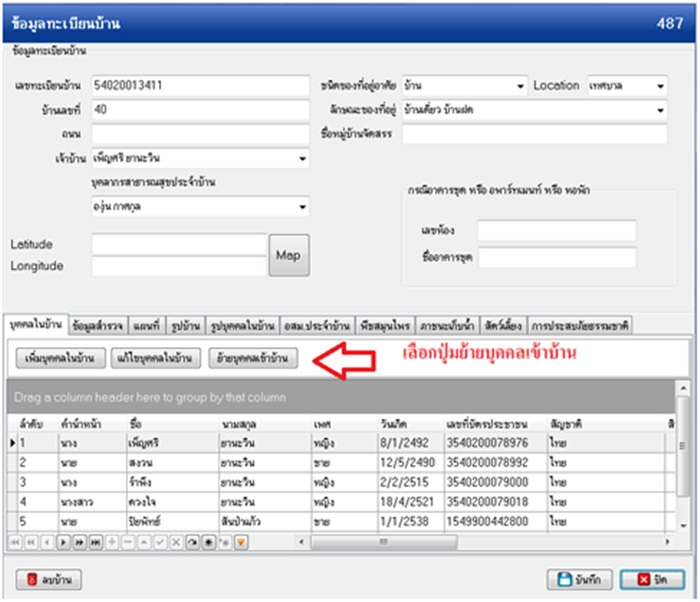 ข้อมูลทะเบียนบ้าน 487
ข้อมูลทะเบียนบ้าน
เลขทะเบียนบ้าน 54020013411 ชนิดของที่อยู่อาศัย บ้าน Location เทศบาล
บ้านเลขที่ 40 ลักษณะของที่อยู่ บ้านเดี่ยว บ้านแฝด
ถนน ชื่อหมู่บ้านจัดสรร
เจ้าบ้าน เพ็ญศรี ยานะวิน
บุคลากรสาธารณสุขประจำบ้าน
องุ่น กาศกุล
กรณีอาคารชุด หรือ อพาร์ทเมนท์ หรือ หอพัก
เลขห้อง
ชื่ออาคารชุด
Latitude
Longitude
Map
บุคคลในบ้าน ข้อมูลสำรวจ แผนที่ รูปบ้าน รูปบุคคลในบ้าน อสม.ประจำบ้าน พืชสมุนไพร ภาชนะเก็บน้ำ สัตว์เลี้ยง การประสบภัยธรรมชาติ
เพิ่มบุคคลในบ้าน แก้ไขบุคคลในบ้าน ย้ายบุคคลเข้าบ้าน เลือกปุ่มย้ายบุคคลเข้าบ้าน
Drag a column header here to group by that column
ลำดับ คำนำหน้า ชื่อ นามสกุล เพศ วันเกิด เลขที่บัตรประชาชน สัญชาติ
1 นาง เพ็ญศรี ยานะวิน หญิง 8/1/2492 3540200078976 ไทย
2 นาย สงวน ยานะวิน ชาย 12/5/2490 3540200078992 ไทย
3 นาง รำพึง ยานะวิน หญิง 2/2/2515 3540200079000 ไทย
4 นางสาว ดวงใจ ยานะวิน หญิง 18/4/2521 3540200079018 ไทย
5 นาย ปิยพัทธ์ สันป่าแก้ว ชาย 1/1/2538 1549900442800 ไทย
ลบบ้าน บันทึก ปิด